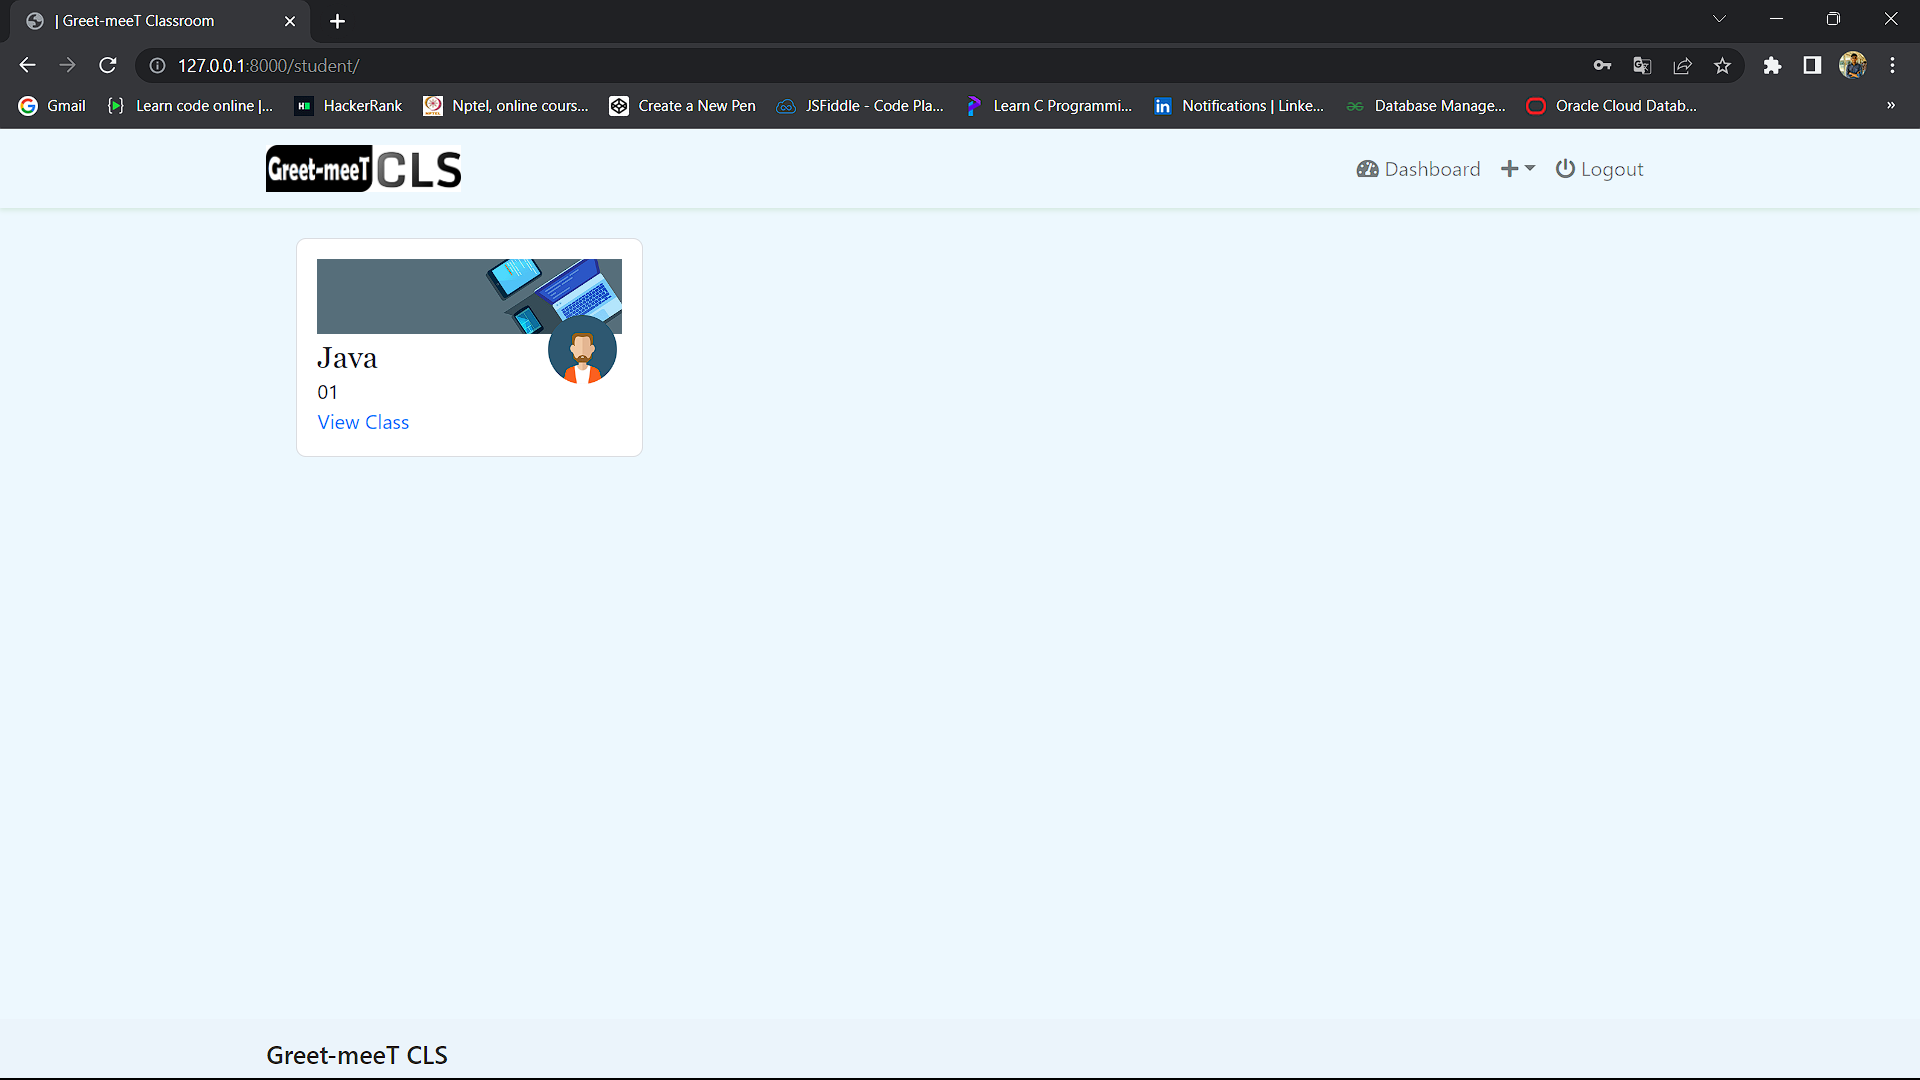 | Greet-meeT Classroom
127.0.0.1:8000/student/
Gmail
Learn code online |...
HackerRank
Nptel, online cours...
Create a New Pen
JSFiddle - Code Pla...
Learn C Programmi...
Notifications | Linke...
Database Manage...
Oracle Cloud Datab...
»
Greet-meeT CLS
Dashboard
Logout
Java
01
View Class
Greet-meeT CLS